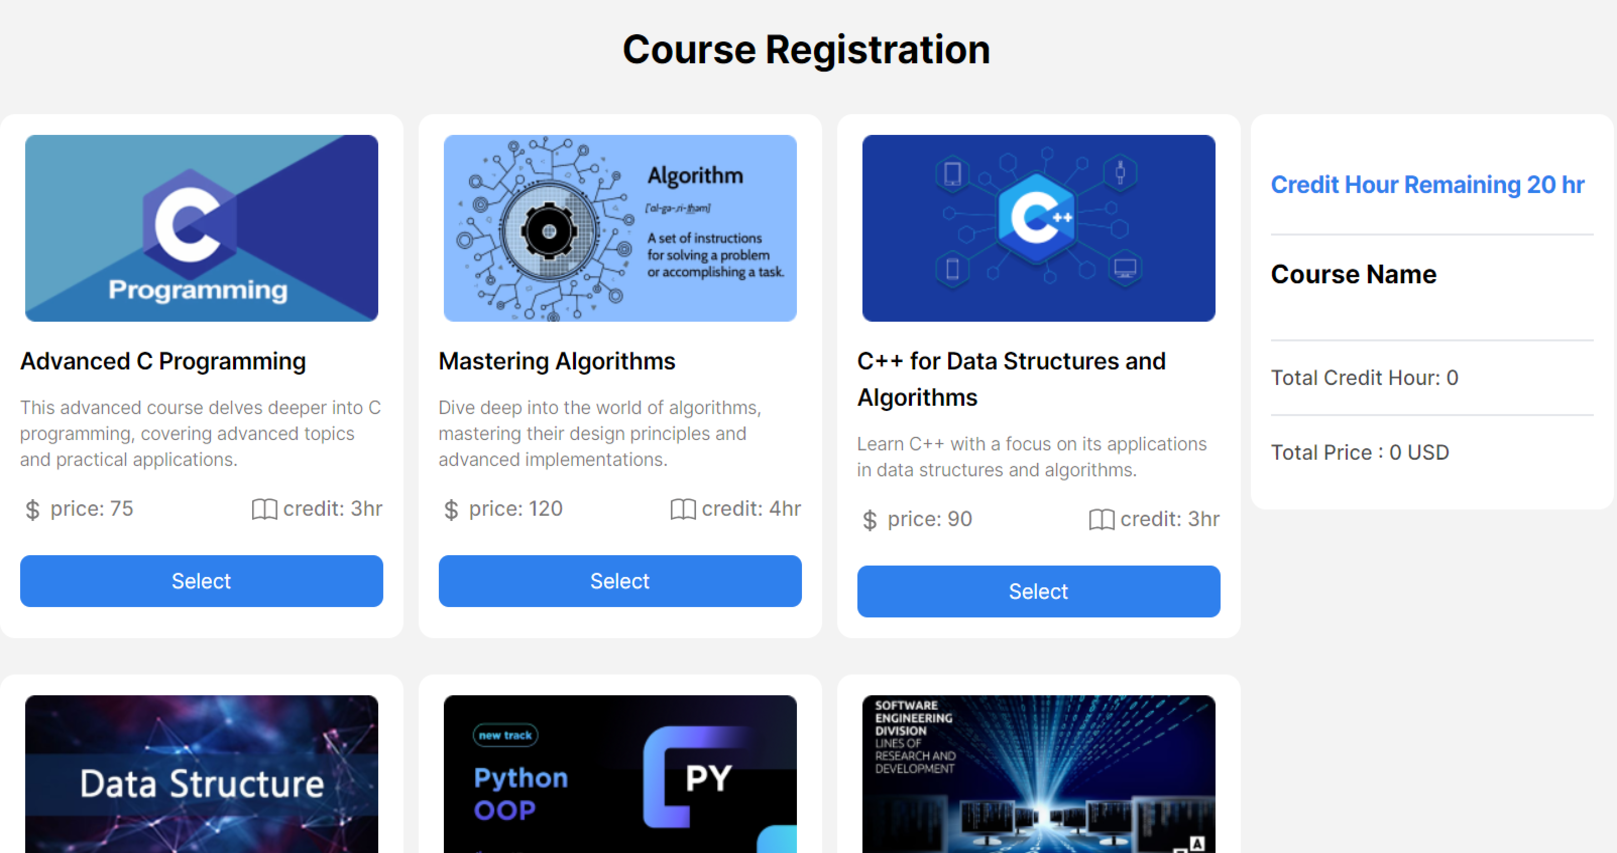 Course Registration
C
Programming
Advanced C Programming
This advanced course delves deeper into C
programming, covering advanced topics
and practical applications.
$ price: 75
credit: 3hr
Select
Algorithm
['al-gə-,ri-t͟həm]
A set of instructions
for solving a problem
or accomplishing a task.
Mastering Algorithms
Dive deep into the world of algorithms,
mastering their design principles and
advanced implementations.
$ price: 120
credit: 4hr
Select
C++
C++ for Data Structures and
Algorithms
Learn C++ with a focus on its applications
in data structures and algorithms.
$ price: 90
credit: 3hr
Select
Credit Hour Remaining 20 hr
Course Name
Total Credit Hour: 0
Total Price : 0 USD
Data Structure
new track
Python
OOP
PY
SOFTWARE
ENGINEERING
DIVISION
LINES OF
RESEARCH AND
DEVELOPMENT
A